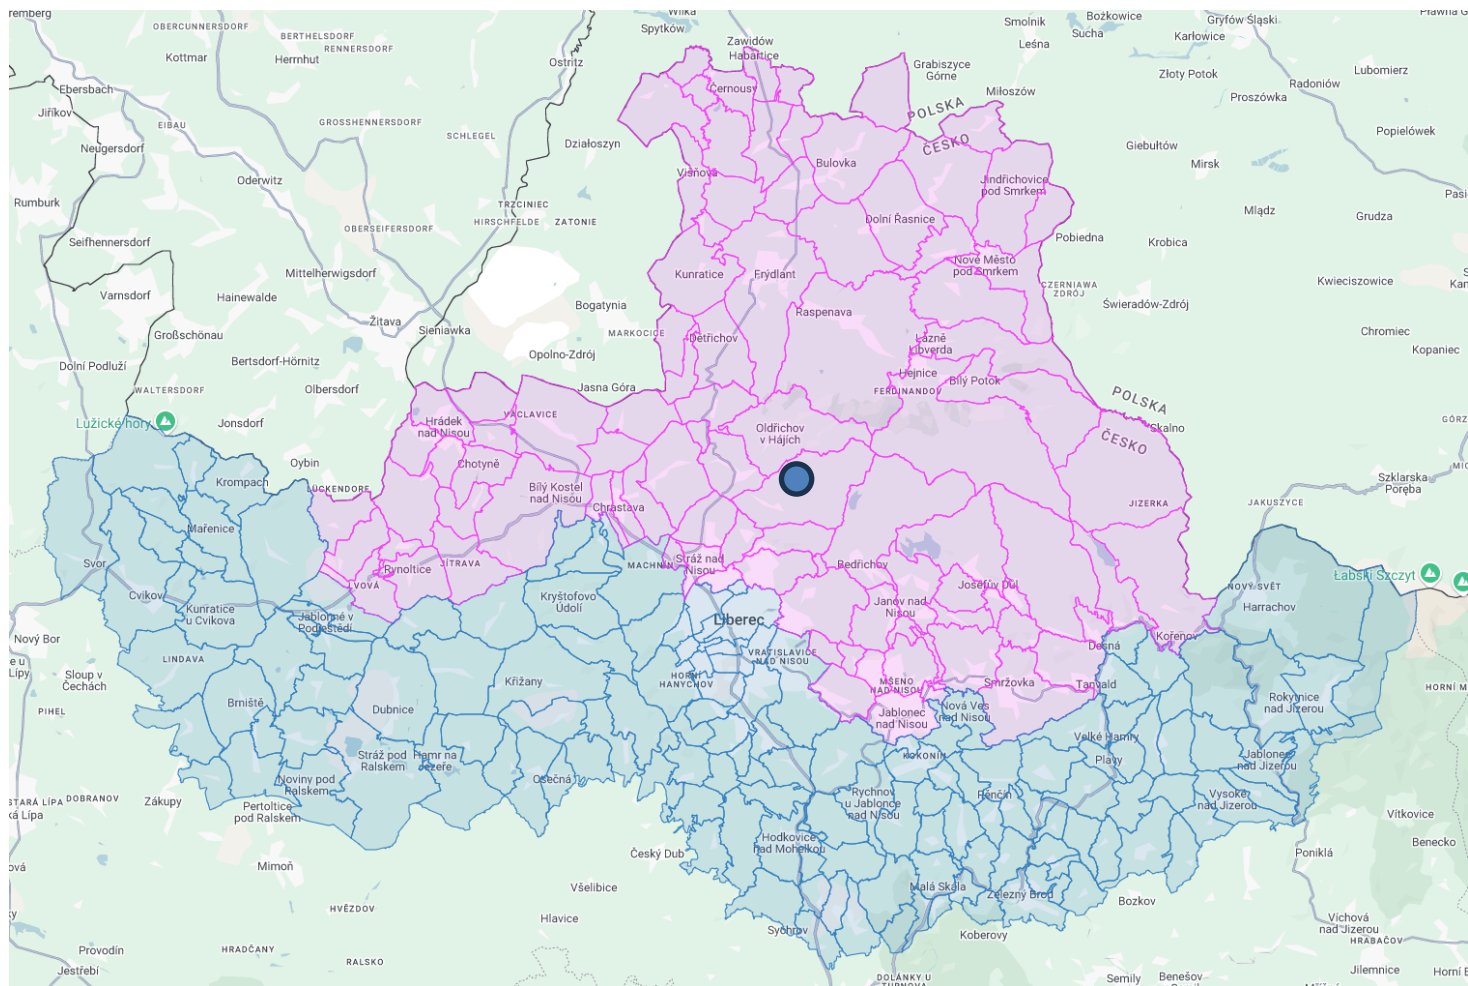 Wilka
Bożkowice
Smolnik
Gryfów Śląski
OBERCUNNERSDORF
Spytków
Sucha
Karłowice
BERTHELSDORF
Zawidów
Leśna
RENNERSDORF
Habartice
Kottmar
Herrnhut
Ostritz
Grabiszyce
Górne
Złoty Potok
Lubomierz
Ebersbach
Černousy
Miłoszów
Radoniów
Proszówka
Jiříkov
EIBAU
GROSSHENNERSDORF
POLSKA
SCHLEGEL
Popielówek
Neugersdorf
Działoszyn
ČESKO
Giebułtów
Bulovka
Mirsk
Višňová
Oderwitz
Jindřichovice
pod Smrkem
Rumburk
TRZCINIEC
HIRSCHFELDE
ZATONIE
Dolní Řasnice
Mlądz
Grudza
OBERSEIFERSDORF
Seifhennersdorf
Pobiedna
Krobica
Mittelherwigsdorf
Kunratice
Frýdlant
Nové Město
pod Smrkem
Kwieciszowice
CZERNIAWA
ZDRÓJ
Varnsdorf
Hainewalde
Bogatynia
Świeradów-Zdrój
Raspenava
Žitava
Sieniawka
Großschönau
MARKOCICE
Dětřichov
Lázně
Libverda
Chromiec
Kopaniec
Opolno-Zdrój
Dolní Podluží
Bertsdorf-Hörnitz
Hejnice
Bílý Potok
WALTERSDORF
Olbersdorf
Jasna Góra
FERDINANDOV
POLSKA
Lužické hory
Jonsdorf
Hrádek
nad Nisou
VÁCLAVICE
Oldřichov
v Hájích
Skalno
ČESKO
Oybin
Chotyně
Krompach
LÜCKENDORF
Bílý Kostel
nad Nisou
Szklarska
Poręba
Chrastava
JIZERKA
JAKUSZYCE
Mařenice
Svor
Rynoltice
JÍTRAVA
MACHNÍN
Stráž nad
Nisou
Bedřichov
Łabski Szczyt
LVOVÁ
Josefův Důl
NOVÝ SVĚT
Cvikov
Kunratice
u Cvikova
Kryštofovo
Údolí
Janov nad
Nisou
Harrachov
Jablonné v
Podještědí
Liberec
Kořenov
Nový Bor
Desná
LINDAVA
VRATISLAVICE
NAD NISOU
Sloup v
Čechách
Křižany
HORNÍ
HANYCHOV
MŠENO
NAD NISOU
Smržovka
Tanvald
Brniště
Dubnice
Rokytnice
nad Jizerou
PIHEL
Jablonec
nad Nisou
Nová Ves
nad Nisou
Velké Hamry
Stráž pod
Ralskem
Hamr na
Jezeře
KOKONÍN
Plavy
Jablonec
nad Jizerou
Noviny pod
Ralskem
Osečná
DOBRANOV
Zákupy
Rychnov
u Jablonce
nad Nisou
Pěnčín
Vysoké
nad Jizerou
Pertoltice
pod Ralskem
Vítkovice
Hodkovice
nad Mohelkou
Benecko
Mimoň
Český Dub
Poniklá
Všelibice
Malá Skála
Železný Brod
Bozkov
HVĚZDOV
Hlavice
Sychrov
Koberovy
Víchová
nad Jizerou
HRABAČOV
Provodín
HRADČANY
RALSKO
Jestřebí
Semily
Benešov
Jilemnice
DOLÁNKY U
TURNOVA